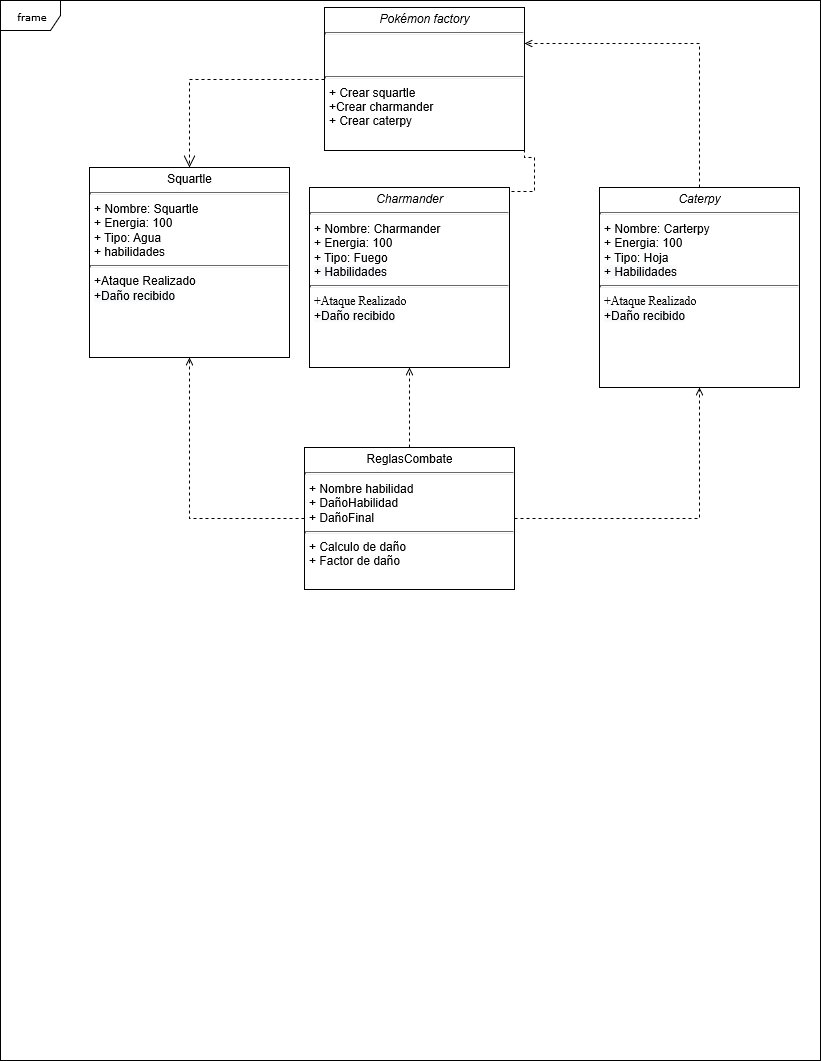 frame
Pokémon factory
+ Crear squartle
+Crear charmander
+ Crear caterpy
Squartle
+ Nombre: Squartle
+ Energia: 100
+ Tipo: Agua
+ habilidades
+Ataque Realizado
+Daño recibido
Charmander
+ Nombre: Charmander
+ Energia: 100
+ Tipo: Fuego
+ Habilidades
+Ataque Realizado
+Daño recibido
Caterpy
+ Nombre: Carterpy
+ Energia: 100
+ Tipo: Hoja
+ Habilidades
+Ataque Realizado
+Daño recibido
ReglasCombate
+ Nombre habilidad
+ DañoHabilidad
+ DañoFinal
+ Calculo de daño
+ Factor de daño